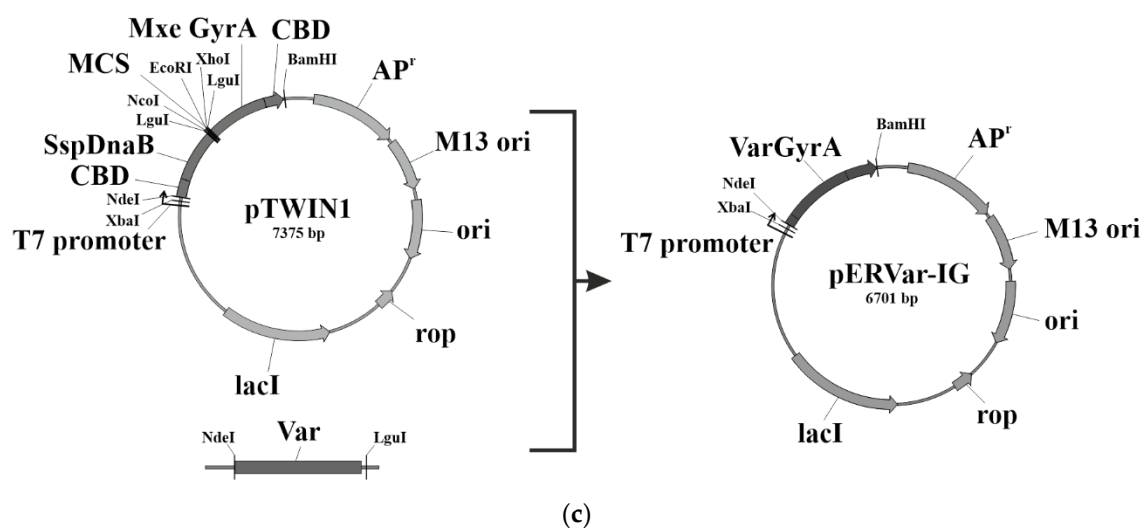 Mxe GyrA
CBD
XhoI
BamHI
MCS
EcoRI
LguI
APʳ
NcoI
LguI
M13 ori
SspDnaB
CBD
NdeI
pTWIN1
7375 bp
XbaI
ori
T7 promoter
rop
lacI
NdeI
Var
LguI
BamHI
VarGyrA
APʳ
NdeI
XbaI
M13 ori
T7 promoter
pERVar-IG
6701 bp
ori
rop
lacI
(c)